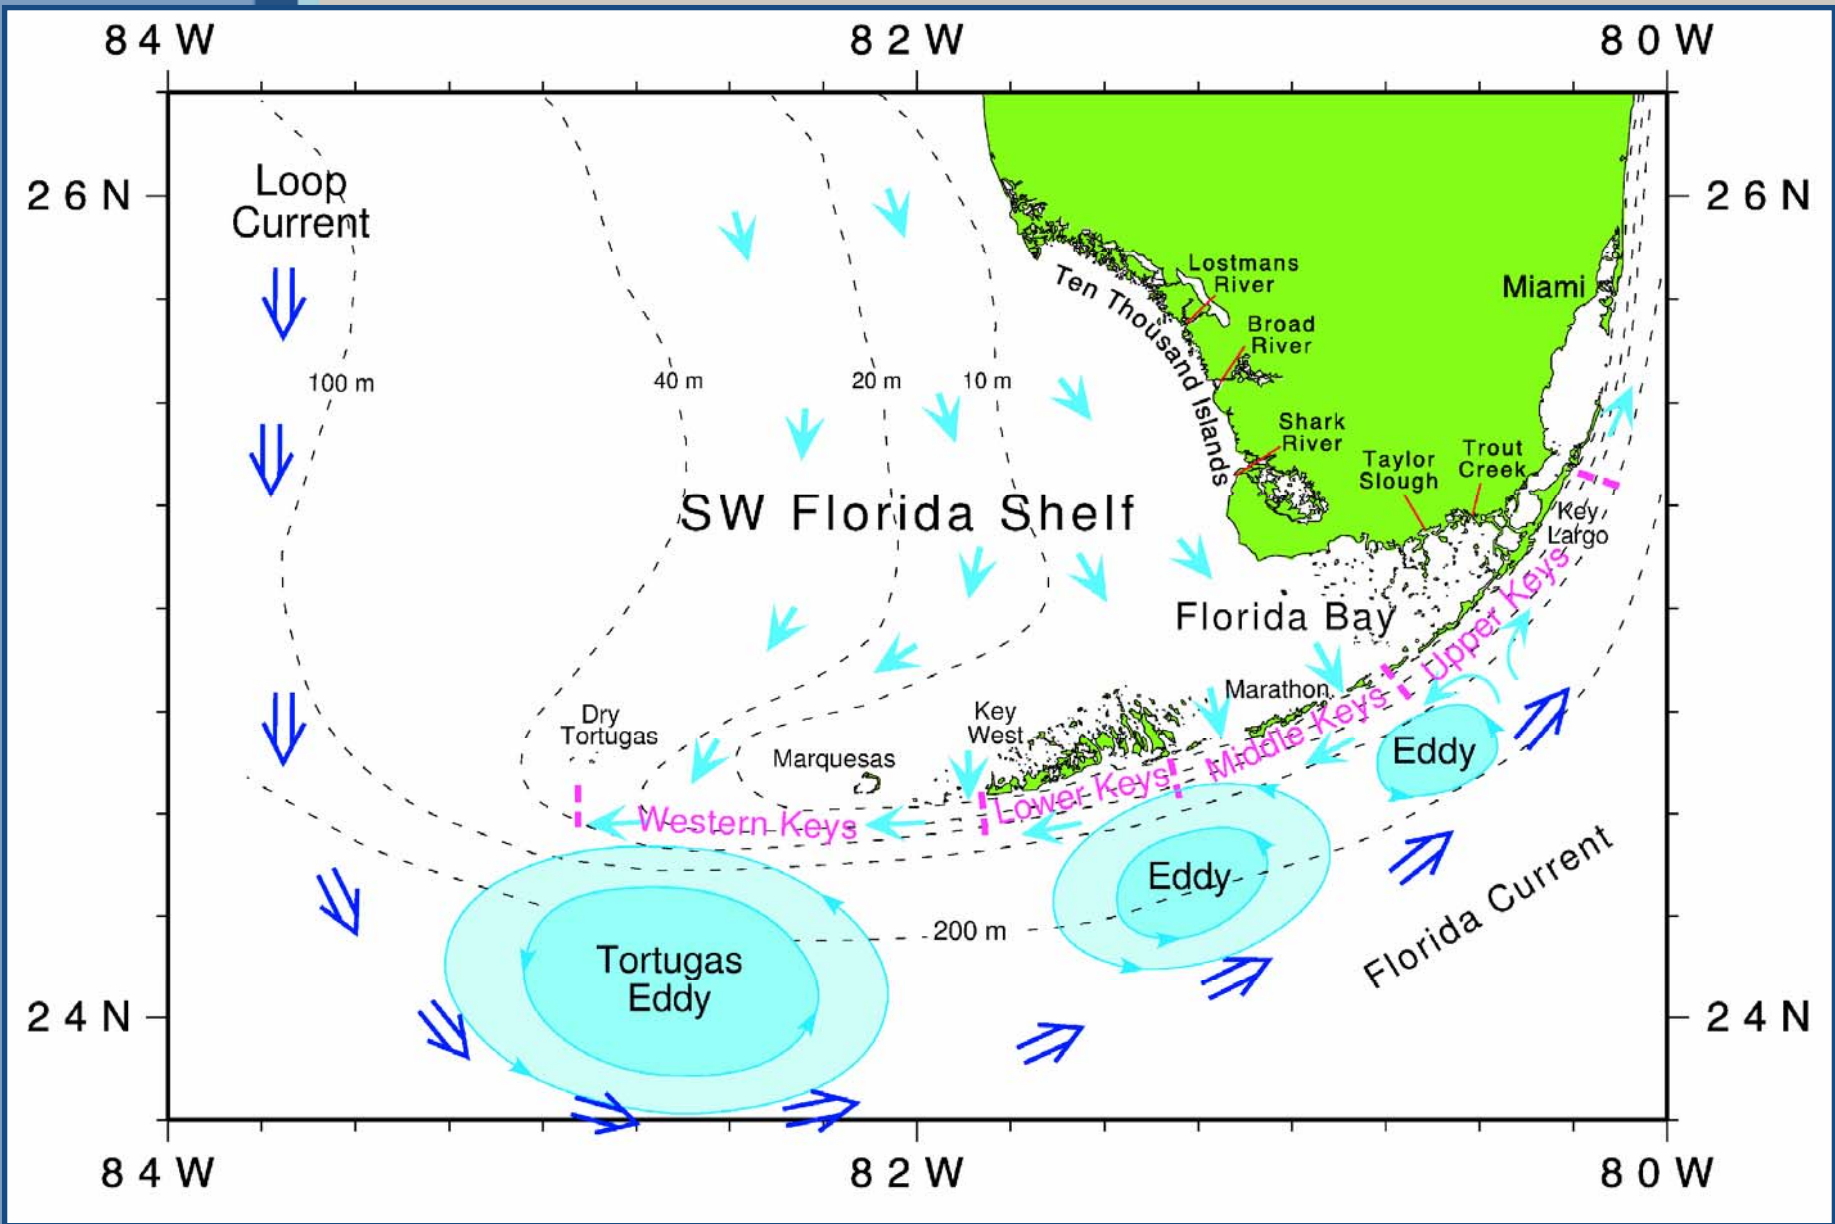 84W 82W 80W
26N
26N
Loop
Current
Lostmans
River
Miami
Ten Thousand Islands
Broad
River
100 m
40 m
20 m
10 m
Shark
River
Taylor
Slough
Trout
Creek
SW Florida Shelf
Key
Largo
Florida Bay
Upper Keys
Dry
Tortugas
Key
West
Marathon
Middle Keys
Marquesas
Eddy
Lower Keys
Western Keys
Eddy
200 m
Florida Current
Tortugas
Eddy
24N
24N
84W 82W 80W